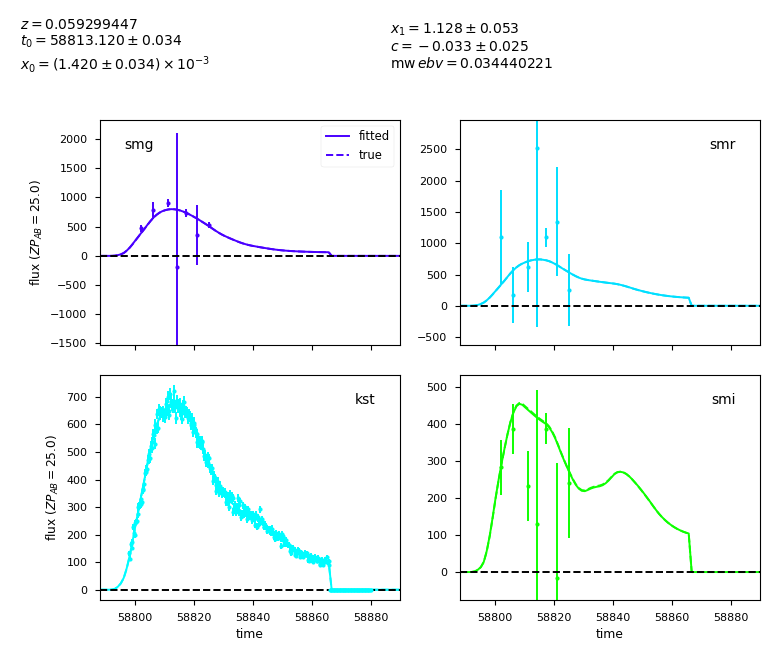 z = 0.059299447
t₀ = 58813.120 ± 0.034
x₀ = (1.420 ± 0.034) × 10⁻³
x₁ = 1.128 ± 0.053
c = −0.033 ± 0.025
mw ebv = 0.034440221
smg
fitted
true
2000
1500
1000
500
0
−500
−1000
−1500
flux (ZP_AB = 25.0)
smr
2500
2000
1500
1000
500
0
−500
kst
700
600
500
400
300
200
100
0
flux (ZP_AB = 25.0)
58800 58820 58840 58860 58880
time
smi
500
400
300
200
100
0
58800 58820 58840 58860 58880
time